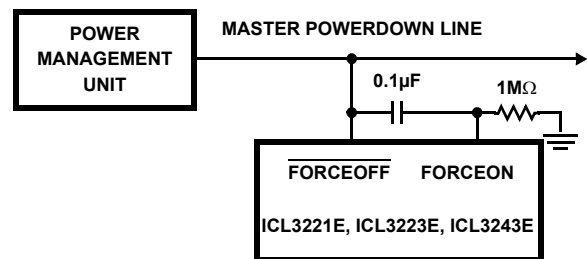 POWER
MANAGEMENT
UNIT
MASTER POWERDOWN LINE
0.1µF
1MΩ
FORCEOFF FORCEON
ICL3221E, ICL3223E, ICL3243E